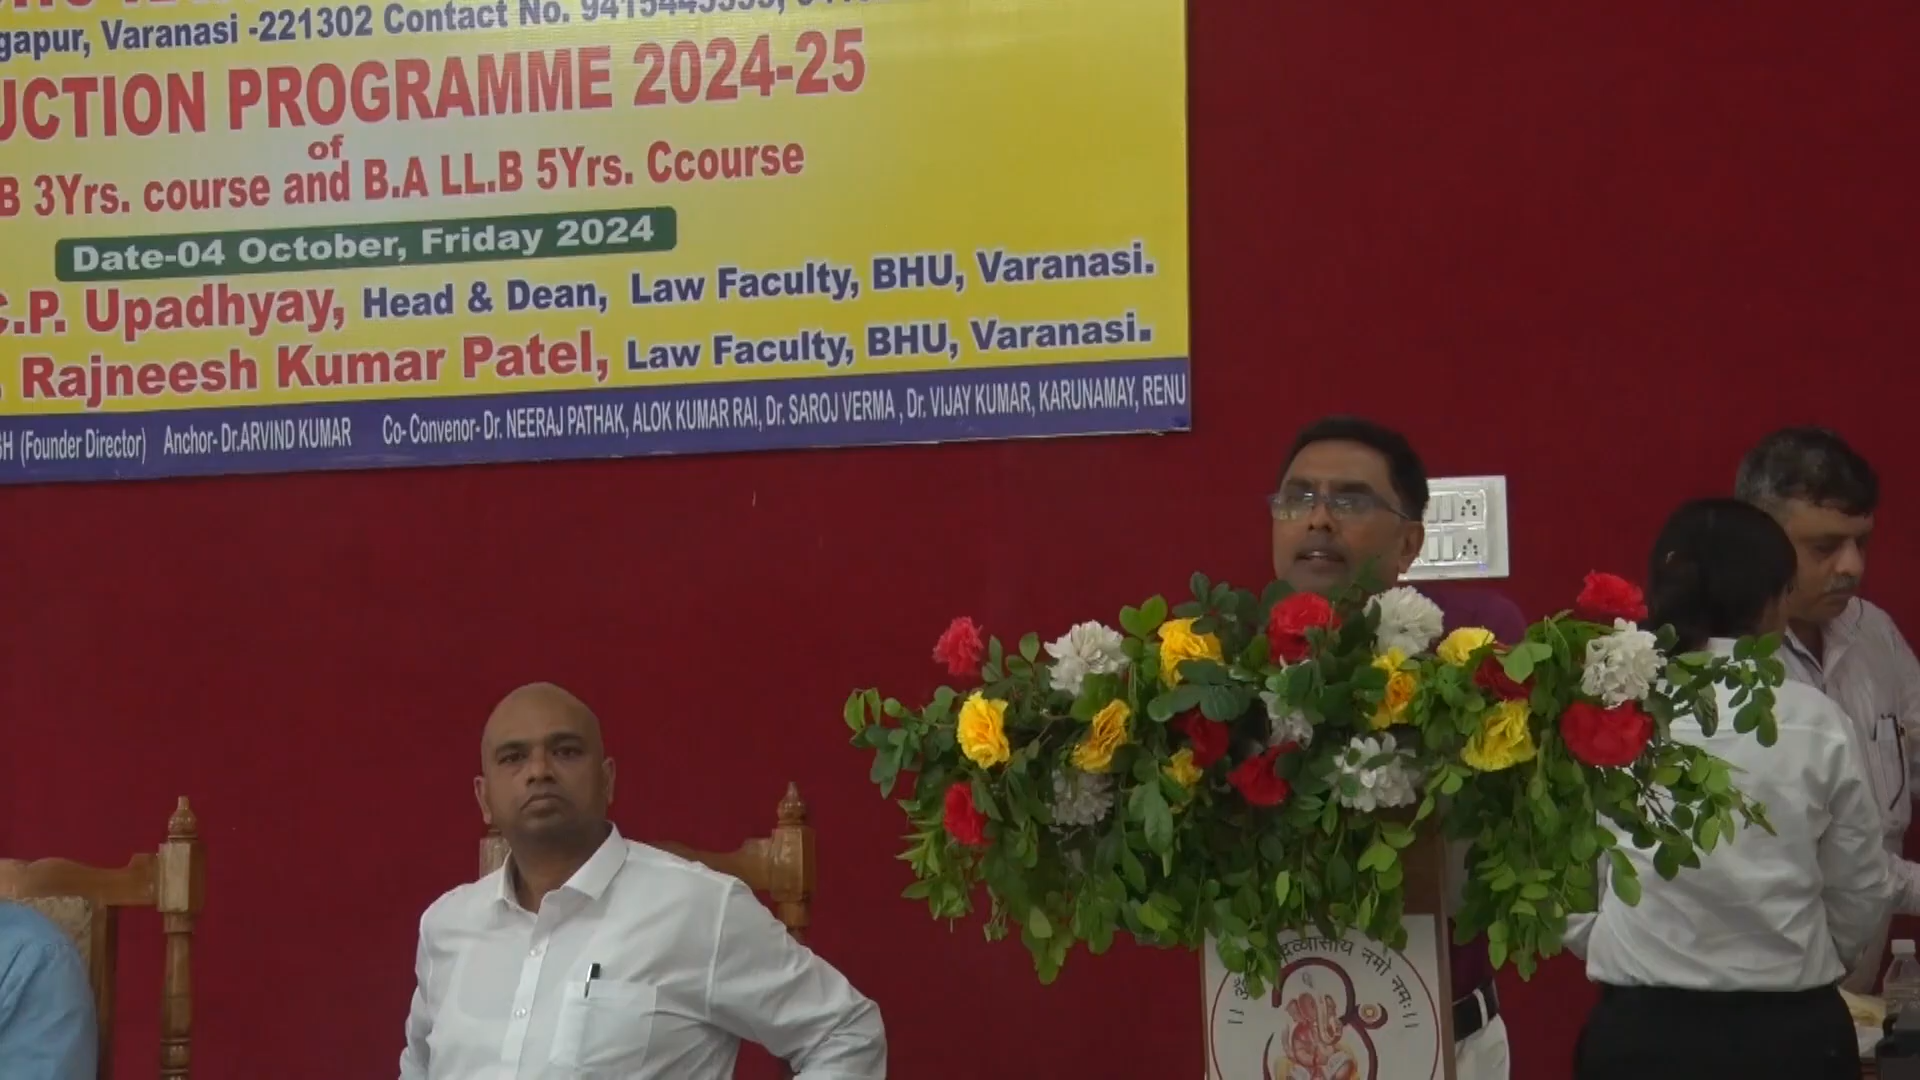 Varanasi -221302 Contact No.
PROGRAMME 2024-25
of
B 3Yrs. course and B.A LL.B 5Yrs. Ccourse
Date-04 October, Friday 2024
C.P. Upadhyay, Head & Dean, Law Faculty, BHU, Varanasi.
Rajneesh Kumar Patel, Law Faculty, BHU, Varanasi.
(Founder Director) Anchor- Dr.ARVIND KUMAR Co- Convenor- Dr. NEERAJ PATHAK, ALOK KUMAR RAI, Dr. SAROJ VERMA , Dr. VIJAY KUMAR, KARUNAMAY, RENU
नमो नमः।।